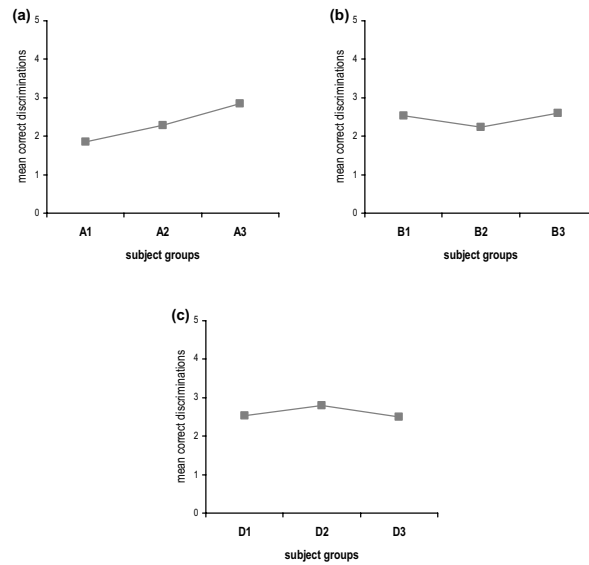 (a)
mean correct discriminations
5
4
3
2
1
0
A1 A2 A3
subject groups
(b)
mean correct discriminations
5
4
3
2
1
0
B1 B2 B3
subject groups
(c)
mean correct discriminations
5
4
3
2
1
0
D1 D2 D3
subject groups